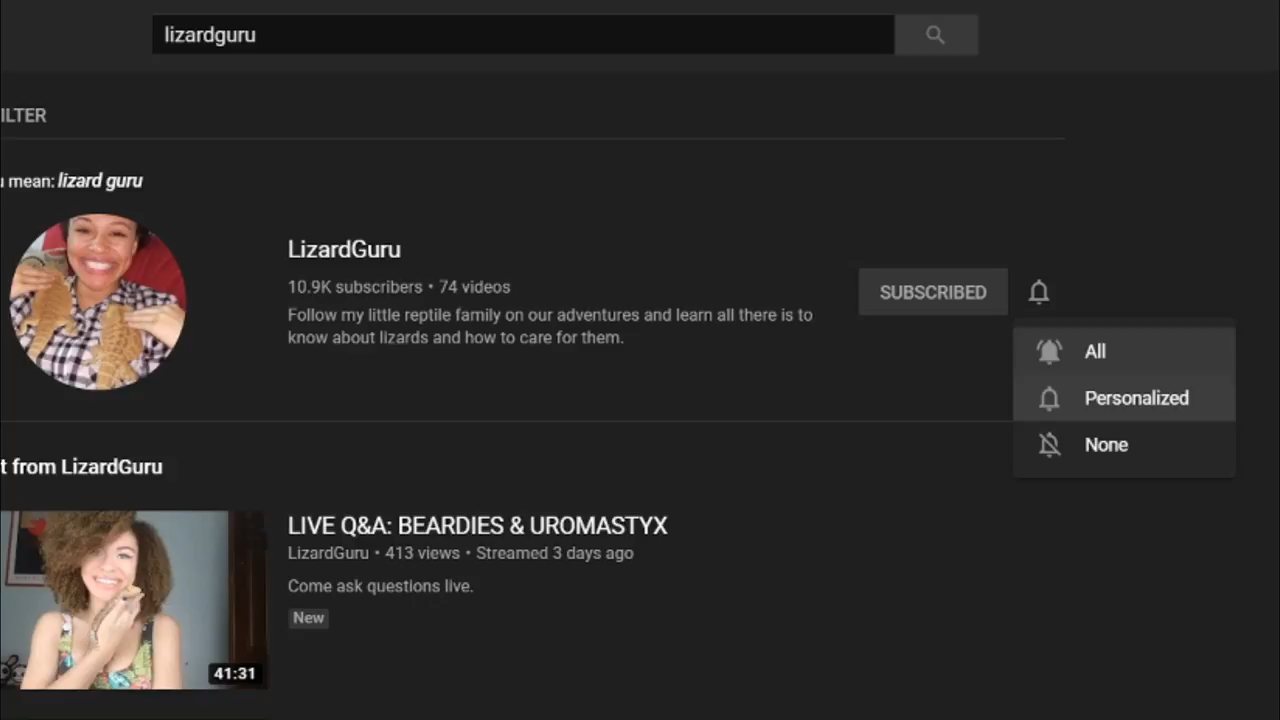 lizardguru
ILTER
u mean: lizard guru
LizardGuru
10.9K subscribers • 74 videos
SUBSCRIBED
Follow my little reptile family on our adventures and learn all there is to
know about lizards and how to care for them.
All
Personalized
None
t from LizardGuru
LIVE Q&A: BEARDIES & UROMASTYX
LizardGuru • 413 views • Streamed 3 days ago
Come ask questions live.
New
41:31